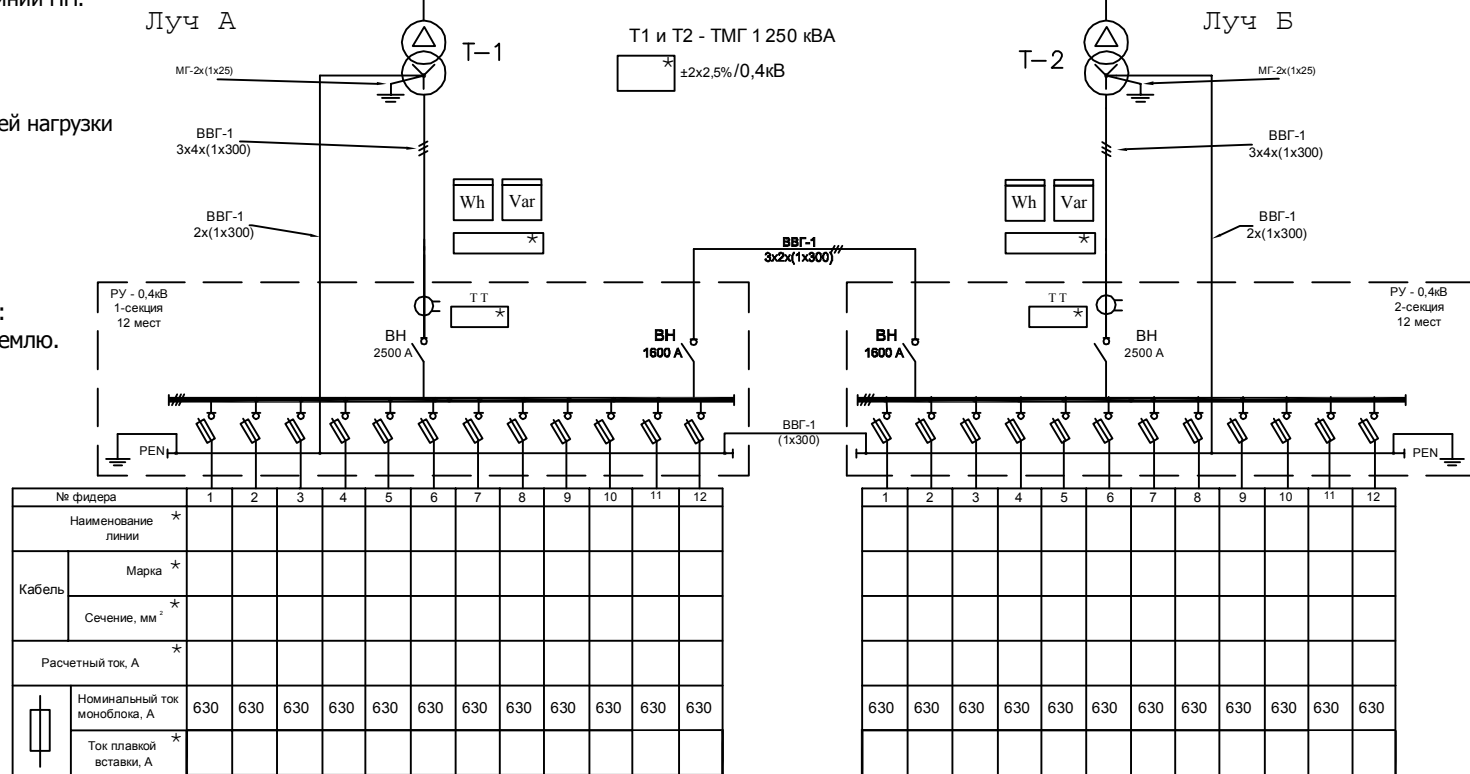 инии НН.
Луч А
Луч Б
Т-1
Т1 и Т2 - ТМГ 1 250 кВА
* ±2х2,5%/0,4кВ
Т-2
МГ-2х(1х25)
МГ-2х(1х25)
ей нагрузки
ВВГ-1
3х4х(1х300)
ВВГ-1
3х4х(1х300)
Wh Var
*
Wh Var
*
ВВГ-1
2х(1х300)
ВВГ-1
2х(1х300)
ВВГ-1
3х2х(1х300)
РУ - 0,4кВ
1-секция
12 мест
ТТ
*
ТТ
*
РУ - 0,4кВ
2-секция
12 мест
:
емлю.
ВН
2500 А
ВН
1600 А
ВН
1600 А
ВН
2500 А
PEN
ВВГ-1
(1х300)
PEN
№ фидера 1 2 3 4 5 6 7 8 9 10 11 12 1 2 3 4 5 6 7 8 9 10 11 12
Наименование *
линии
Кабель
Марка *
Сечение, мм² *
Расчетный ток, А *
Номинальный ток
моноблока, А 630 630 630 630 630 630 630 630 630 630 630 630 630 630 630 630 630 630 630 630 630 630 630 630
Ток плавкой *
вставки, А